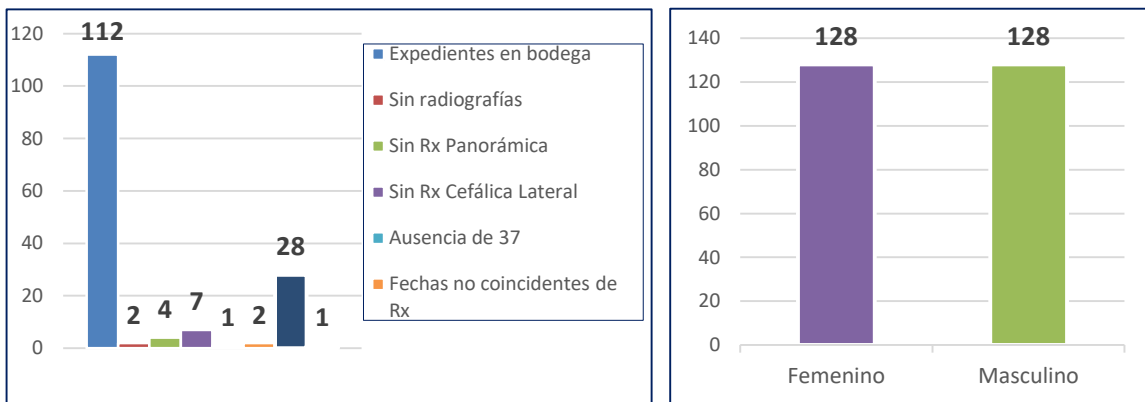 120
100
80
60
40
20
0
112
2
4
7
1
2
28
1
Expedientes en bodega
Sin radiografías
Sin Rx Panorámica
Sin Rx Cefálica Lateral
Ausencia de 37
Fechas no coincidentes de
Rx
140
120
100
80
60
40
20
0
128
128
Femenino
Masculino